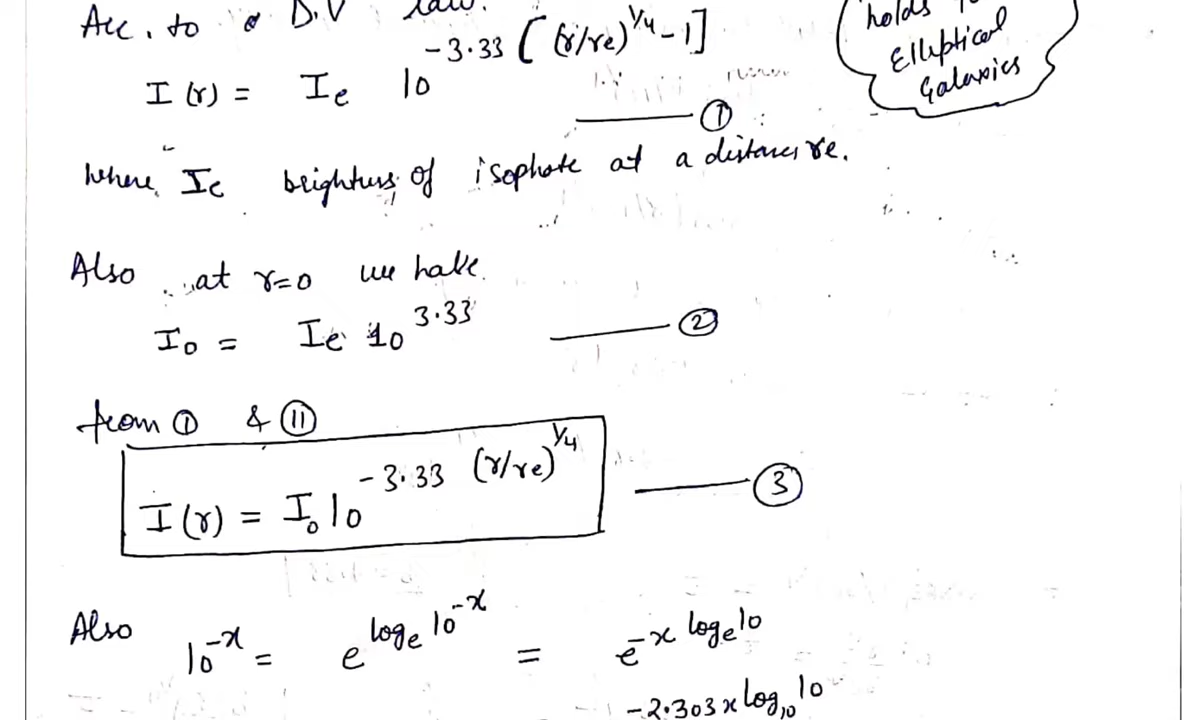 Acc. to D.V law.
I(r) = Ie 10^{-3.33 [(r/re)^{1/4} - 1]}
①
holds
Elliptical
Galaxies
where, Ie brightness of isophote at a distance re.
Also at r=0 we have
I₀ = Ie 10^{3.33}
②
from ① & ⑪
I(r) = I₀ 10^{-3.33 (r/re)^{1/4}}
③
Also
10^{-x} = e^{loge 10^{-x}} = e^{-x loge 10}
-2.303 x log₁₀ 10